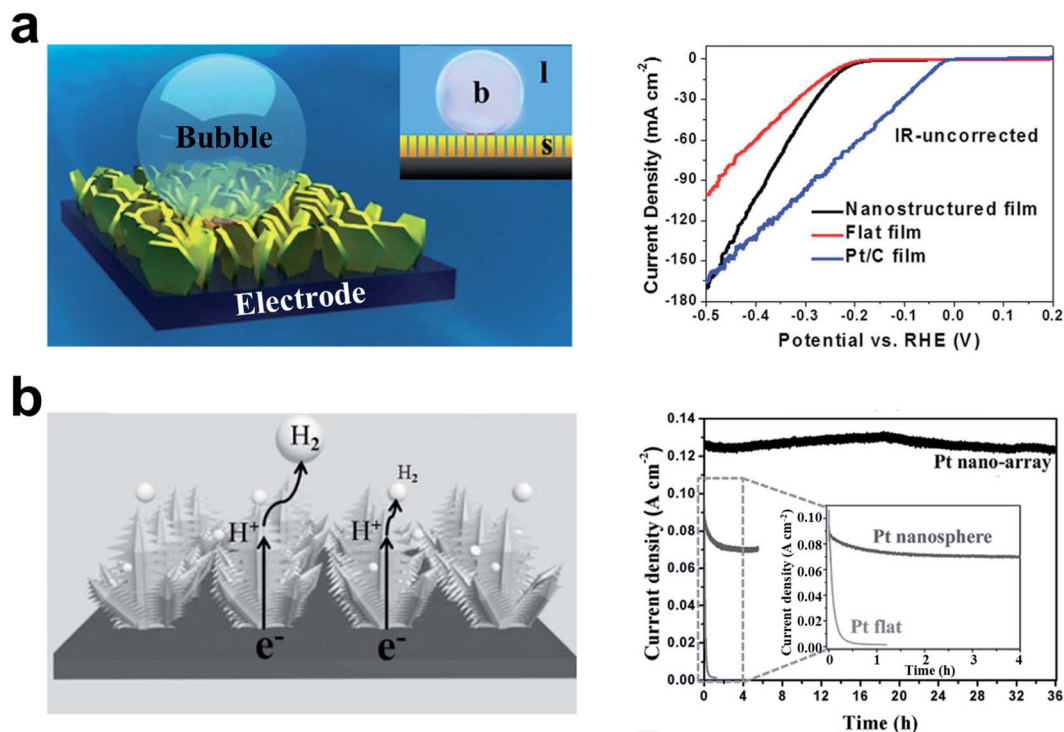 a
Bubble
l
b
s
Electrode
Current Density (mA cm⁻²)
0
-30
-60
-90
-120
-150
-180
IR-uncorrected
Nanostructured film
Flat film
Pt/C film
-0.5 -0.4 -0.3 -0.2 -0.1 0.0 0.1 0.2
Potential vs. RHE (V)
b
H₂
H₂
H⁺
H⁺
e⁻
e⁻
Current density (A cm⁻²)
0.14
0.12
0.10
0.08
0.06
0.04
0.02
0.00
Pt nano-array
Current density (A cm⁻²)
0.10
0.08
0.06
0.04
0.02
0.00
Pt nanosphere
Pt flat
0 1 2 3 4
Time (h)
0 4 8 12 16 20 24 28 32 36
Time (h)